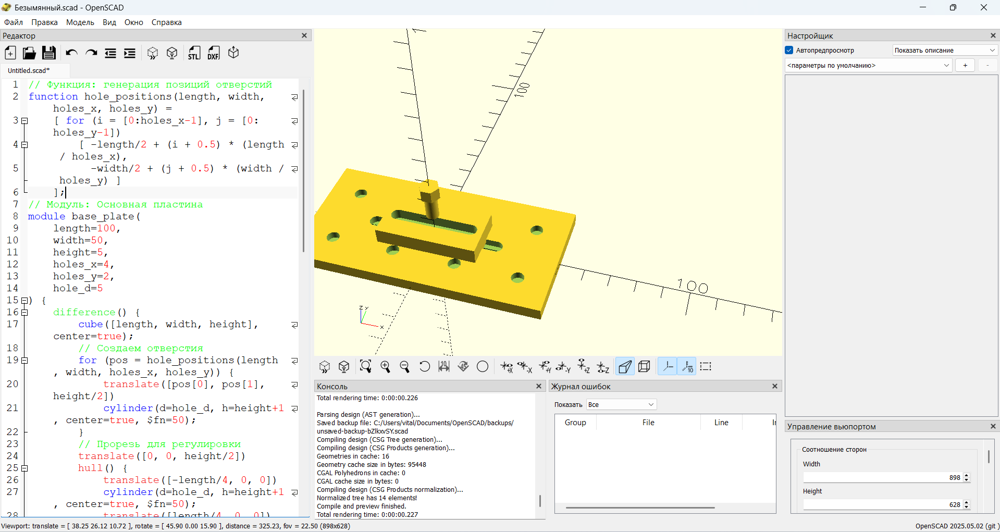 Безымянный.scad - OpenSCAD
Файл Правка Модель Вид Окно Справка
Редактор
STL DXF
Untitled.scad*
1 // Функция: генерация позиций отверстий
2 function hole_positions(length, width,
holes_x, holes_y) =
3 [ for (i = [0:holes_x-1], j = [0:
holes_y-1])
4 [ -length/2 + (i + 0.5) * (length
/ holes_x),
5 -width/2 + (j + 0.5) * (width /
holes_y) ]
6 ];
7 // Модуль: Основная пластина
8 module base_plate(
9 length=100,
10 width=50,
11 height=5,
12 holes_x=4,
13 holes_y=2,
14 hole_d=5
15 ) {
16 difference() {
17 cube([length, width, height],
center=true);
18 // Создаем отверстия
19 for (pos = hole_positions(length
, width, holes_x, holes_y)) {
20 translate([pos[0], pos[1],
height/2])
21 cylinder(d=hole_d, h=height+1
, center=true, $fn=50);
22 }
23 // Прорезь для регулировки
24 translate([0, 0, height/2])
25 hull() {
26 translate([-length/4, 0, 0])
27 cylinder(d=hole_d, h=height+1
, center=true, $fn=50);
28 translate([length/4, 0, 0])
100
100
z y
x
10 45 +X -X +Y -Y +Z -Z 10
Консоль
Total rendering time: 0:00:00.226
Parsing design (AST generation)...
Saved backup file: C:/Users/vital/Documents/OpenSCAD/backups/
unsaved-backup-bZlkxvSY.scad
Compiling design (CSG Tree generation)...
Compiling design (CSG Products generation)...
Geometries in cache: 16
Geometry cache size in bytes: 95448
CGAL Polyhedrons in cache: 0
CGAL cache size in bytes: 0
Compiling design (CSG Products normalization)...
Normalized tree has 14 elements!
Compile and preview finished.
Total rendering time: 0:00:00.227
Журнал ошибок
Показать Все
Group File Line
Настройщик
Автопредпросмотр Показать описание
<параметры по умолчанию> + -
Управление вьюпортом
Соотношение сторон
Width
898
Height
628
Viewport: translate = [ 38.25 26.12 10.72 ], rotate = [ 45.90 0.00 15.90 ], distance = 325.23, fov = 22.50 (898x628)
OpenSCAD 2025.05.02 (git )